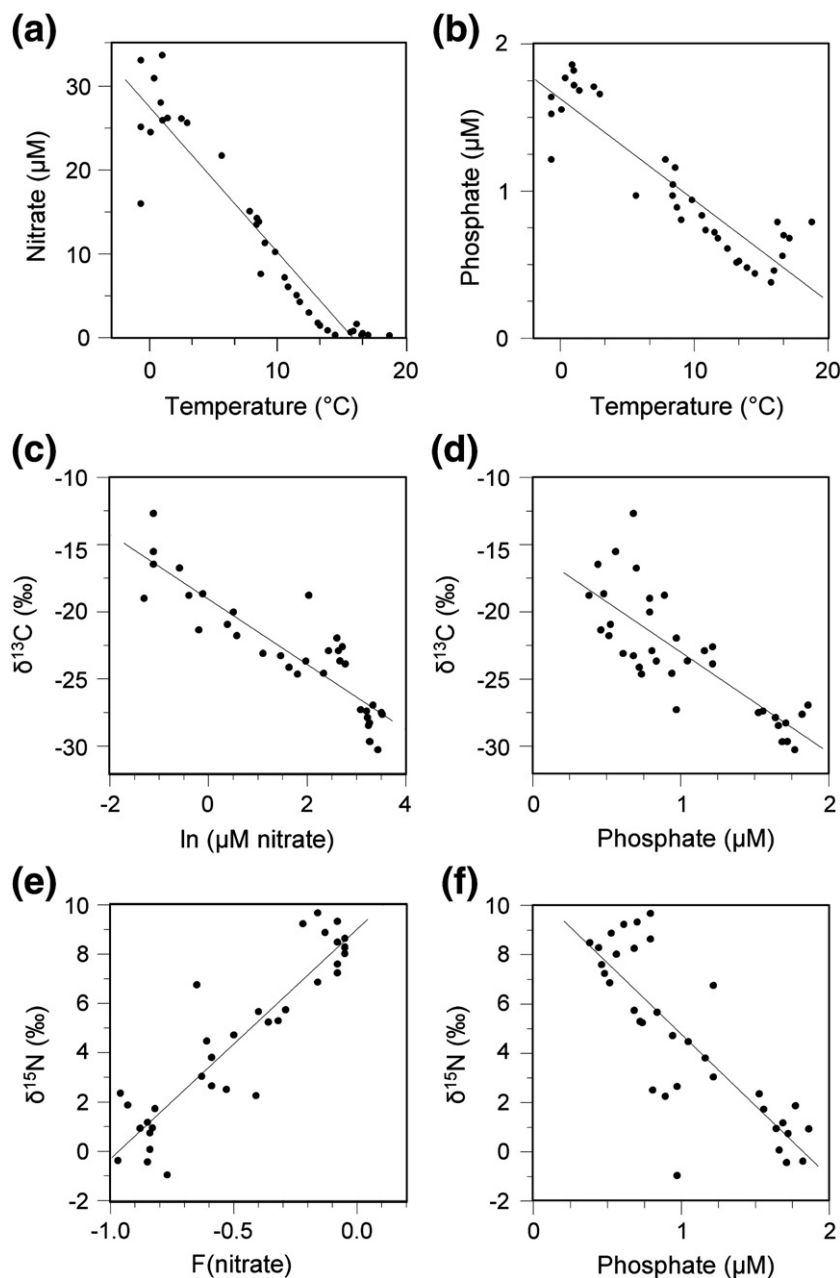 (a)
30
20
10
0
Nitrate (µM)
0
10
20
Temperature (°C)
(b)
2
1
0
Phosphate (µM)
0
10
20
Temperature (°C)
(c)
-10
-15
-20
-25
-30
δ13C (‰)
-2
0
2
4
ln (µM nitrate)
(d)
-10
-15
-20
-25
-30
δ13C (‰)
0
1
2
Phosphate (µM)
(e)
10
8
6
4
2
0
-2
δ15N (‰)
-1.0
-0.5
0.0
F(nitrate)
(f)
10
8
6
4
2
0
-2
δ15N (‰)
0
1
2
Phosphate (µM)